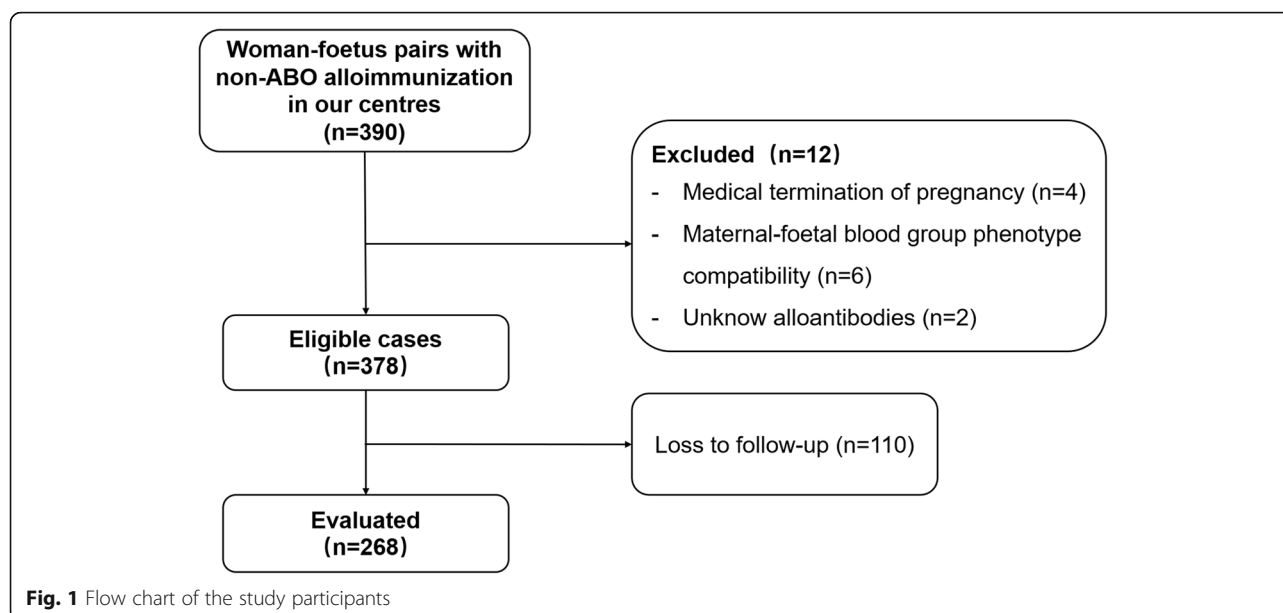 Woman-foetus pairs with
non-ABO alloimmunization
in our centres
(n=390)
Excluded (n=12)
- Medical termination of pregnancy (n=4)
- Maternal-foetal blood group phenotype
compatibility (n=6)
- Unknow alloantibodies (n=2)
Eligible cases
(n=378)
Loss to follow-up (n=110)
Evaluated
(n=268)
Fig. 1 Flow chart of the study participants